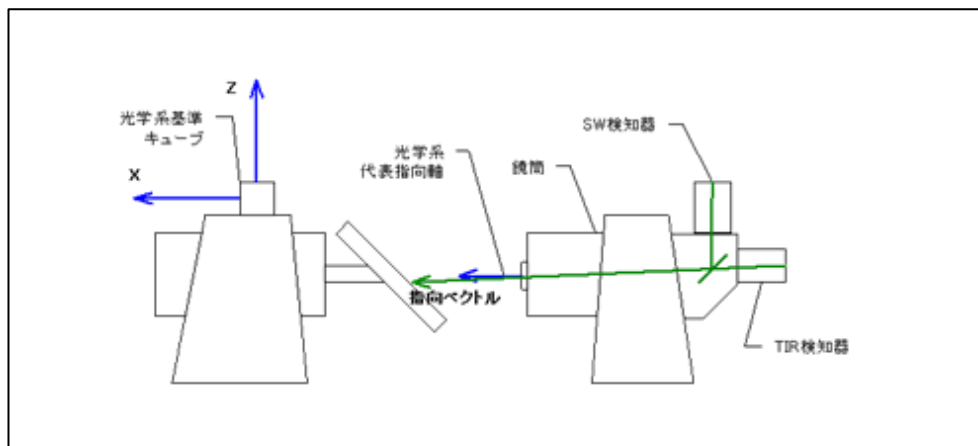 Z
光学系基準
キューブ
X
光学系
代表指向軸
鏡筒
SW検知器
指向ベクトル
TIR検知器